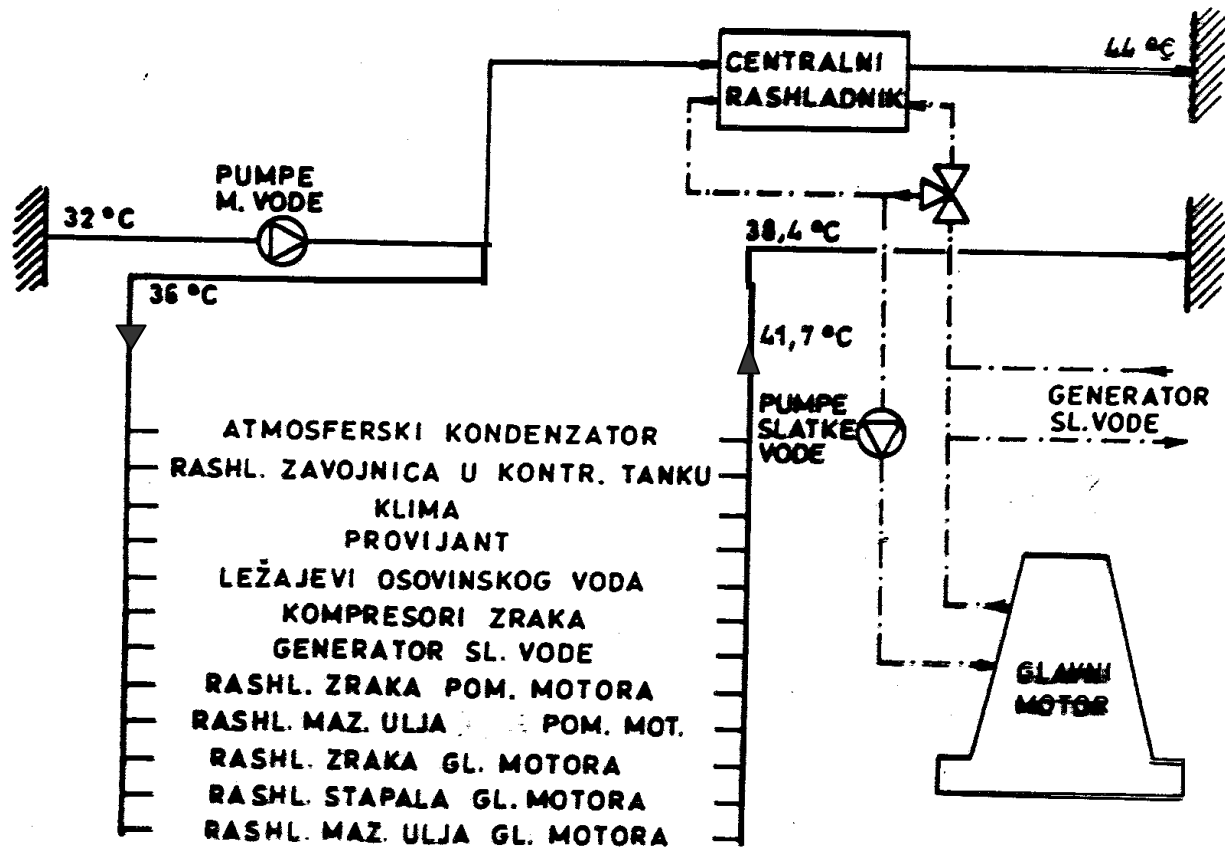 44 °C
CENTRALNI
RASHLADNIK
PUMPE
M. VODE
32 °C
38,4 °C
36 °C
41,7 °C
GENERATOR
SL.VODE
PUMPE
SLATKE
VODE
ATMOSFERSKI KONDENZATOR
RASHL. ZAVOJNICA U KONTR. TANKU
KLIMA
PROVIJANT
LEŽAJEVI OSOVINSKOG VODA
KOMPRESORI ZRAKA
GENERATOR SL. VODE
RASHL. ZRAKA POM. MOTORA
RASHL. MAZ. ULJA POM. MOT.
RASHL. ZRAKA GL. MOTORA
RASHL. STAPALA GL. MOTORA
RASHL. MAZ. ULJA GL. MOTORA
GLAVNI
MOTOR